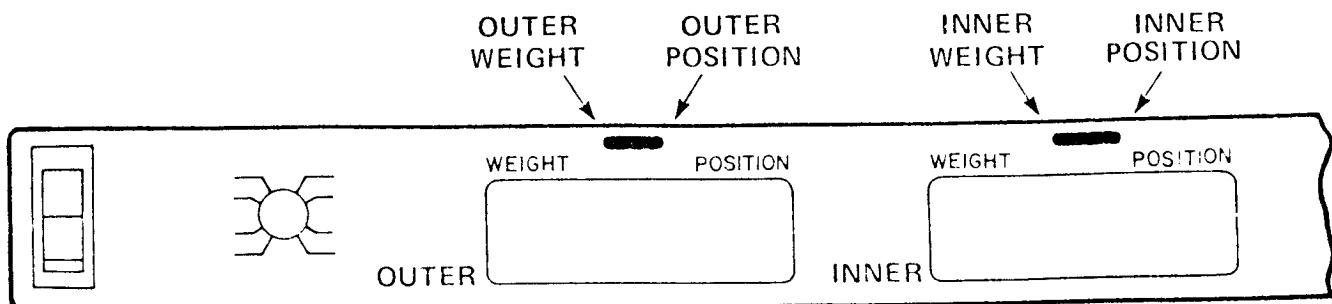 OUTER
WEIGHT
OUTER
POSITION
INNER
WEIGHT
INNER
POSITION
WEIGHT
POSITION
WEIGHT
POSITION
OUTER
INNER